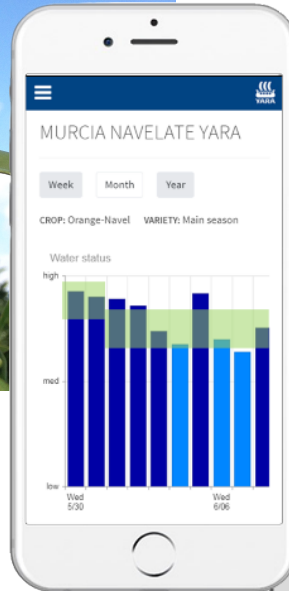 YARA
MURCIA NAVELATE YARA
Week Month Year
CROP: Orange-Navel VARIETY: Main season
Water status
high
med
low
Wed Wed
5/30 6/06